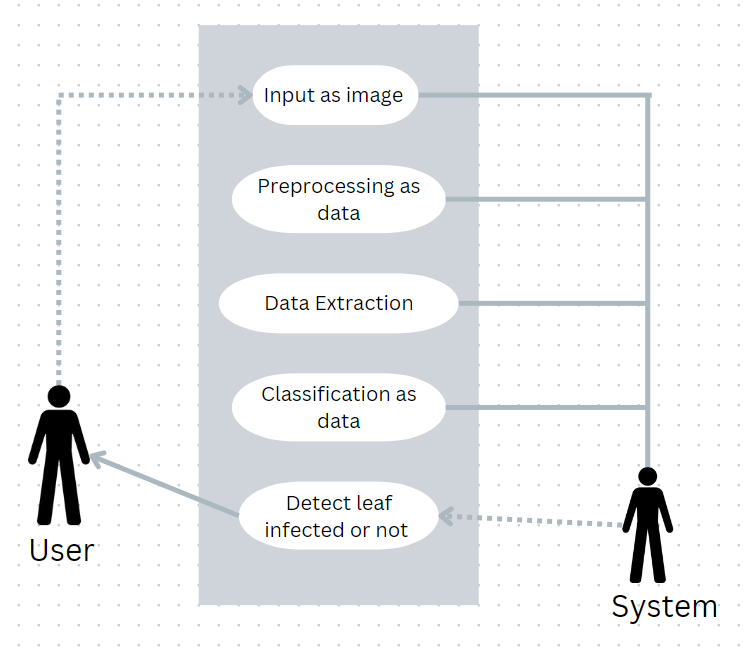 Input as image
Preprocessing as
data
Data Extraction
Classification as
data
Detect leaf
infected or not
User
System